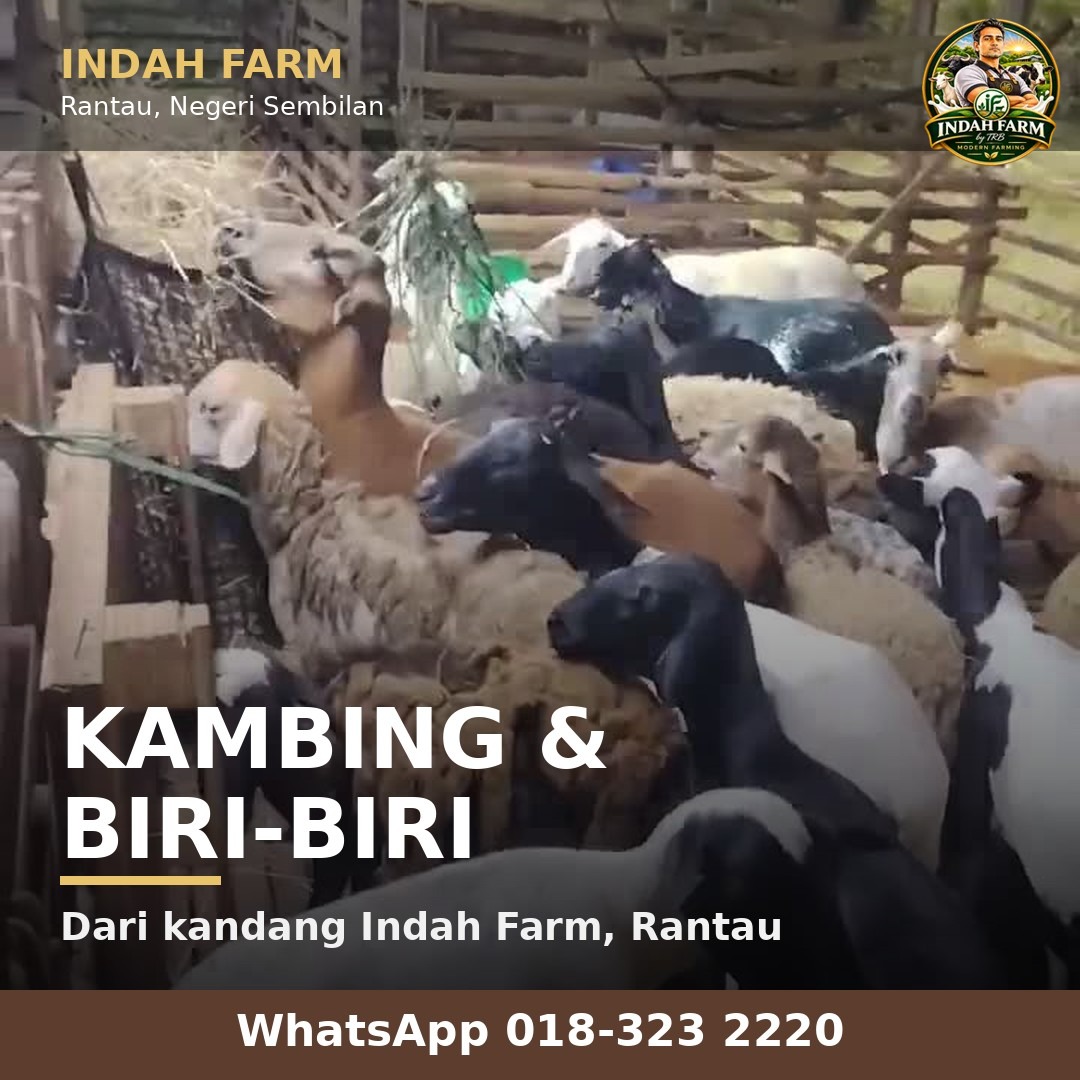 INDAH FARM
Rantau, Negeri Sembilan
INDAH FARM
by TRB
MODERN FARMING
KAMBING &
BIRI-BIRI
Dari kandang Indah Farm, Rantau
WhatsApp 018-323 2220